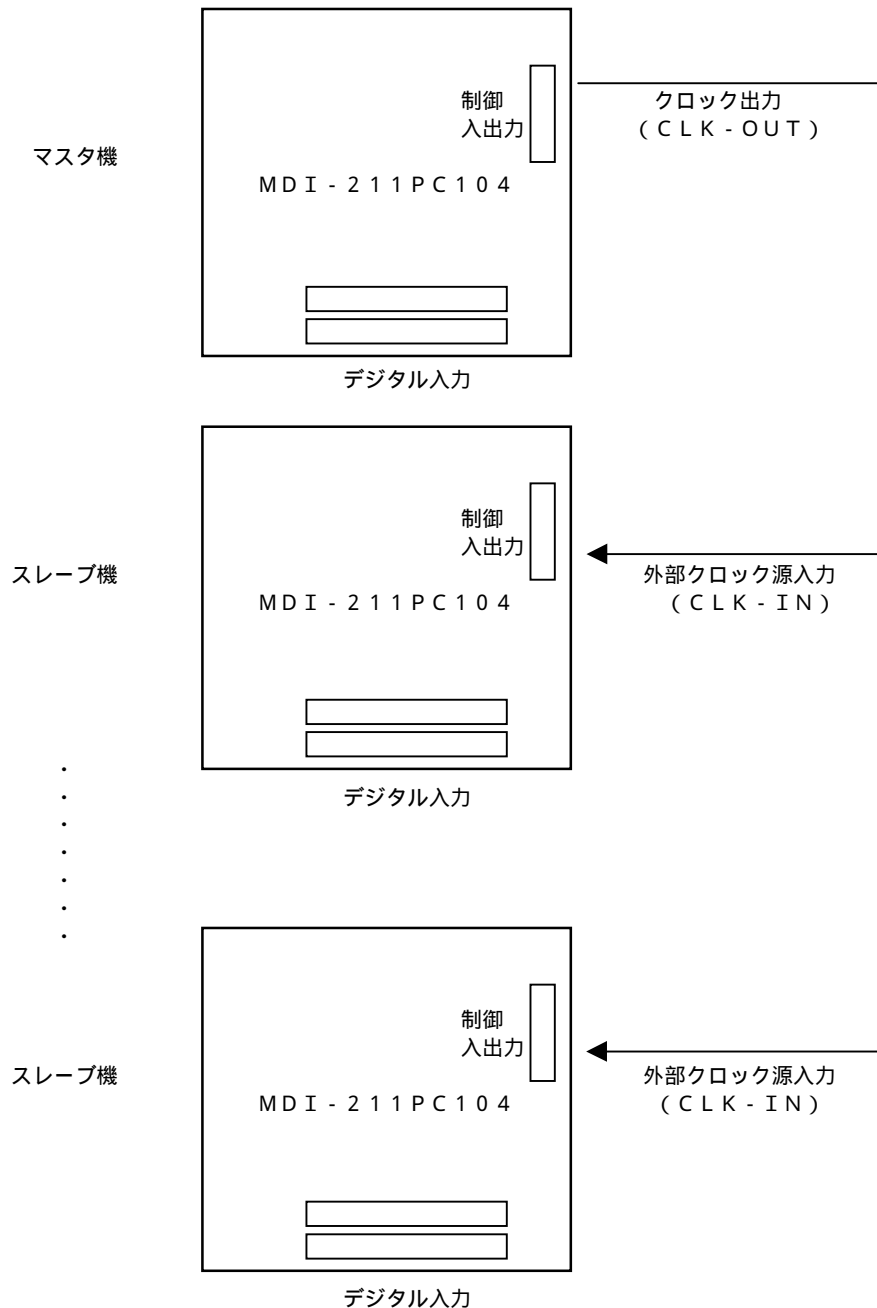 制御
入出力
クロック出力
（ＣＬＫ-ＯＵＴ）
マスタ機
ＭＤＩ-２１１ＰＣ１０４
デジタル入力
制御
入出力
スレーブ機
外部クロック源入力
（ＣＬＫ-ＩＮ）
ＭＤＩ-２１１ＰＣ１０４
デジタル入力
・
・
・
・
・
・
・
制御
入出力
スレーブ機
外部クロック源入力
（ＣＬＫ-ＩＮ）
ＭＤＩ-２１１ＰＣ１０４
デジタル入力